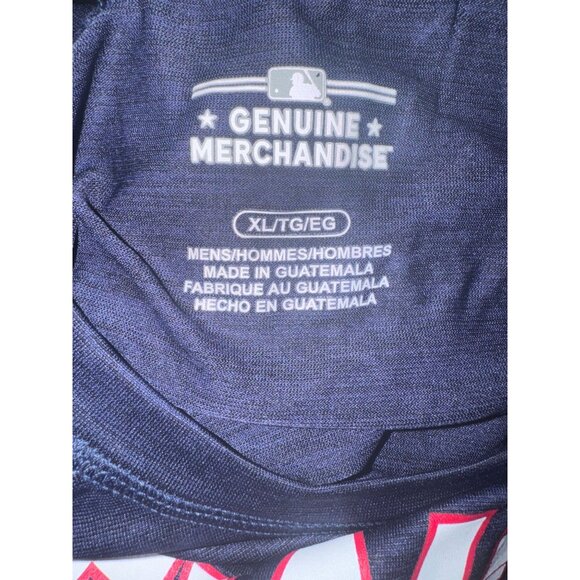 GENUINE
MERCHANDISE
XL/TG/EG
MENS/HOMMES/HOMBRES
MADE IN GUATEMALA
FABRIQUE AU GUATEMALA
HECHO EN GUATEMALA